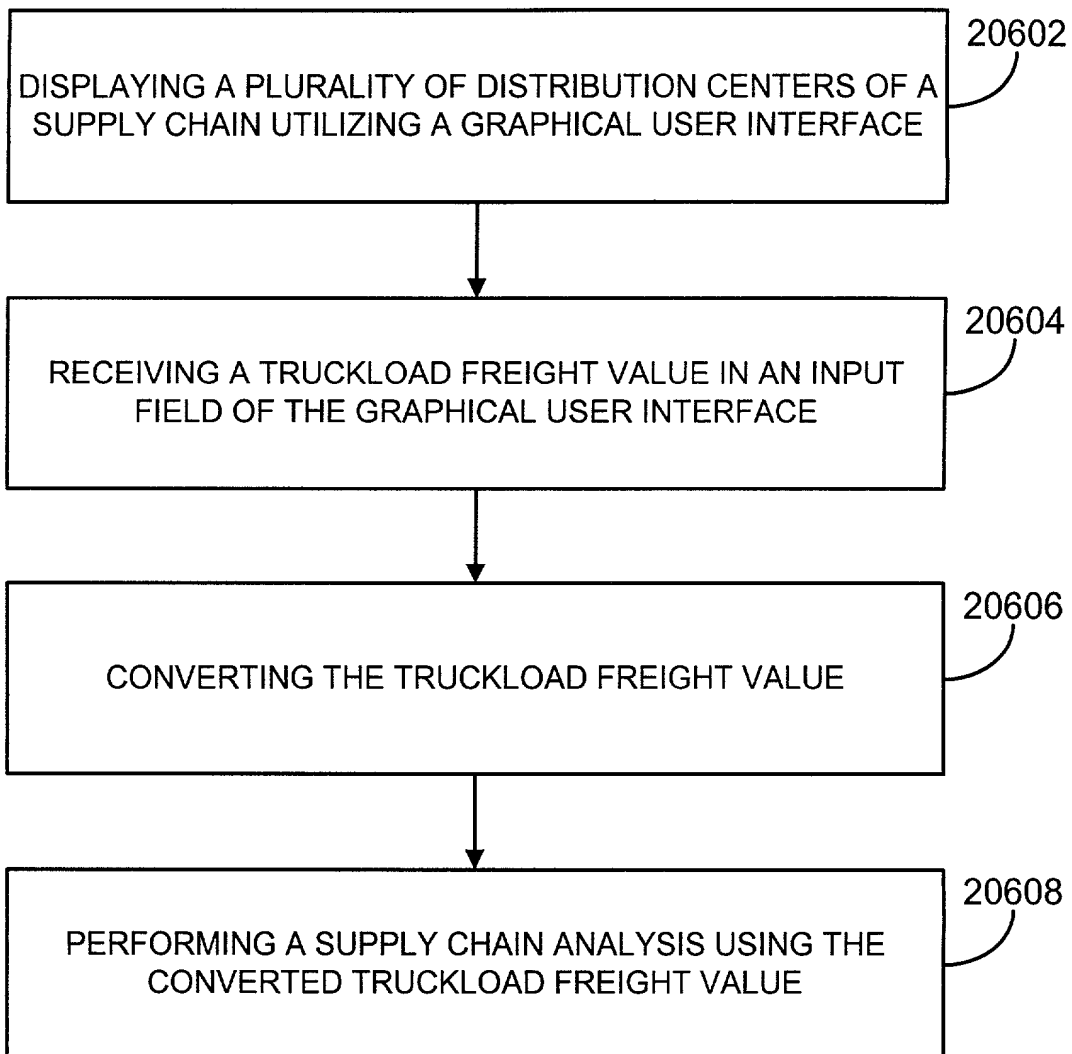 20602
DISPLAYING A PLURALITY OF DISTRIBUTION CENTERS OF A
SUPPLY CHAIN UTILIZING A GRAPHICAL USER INTERFACE
20604
RECEIVING A TRUCKLOAD FREIGHT VALUE IN AN INPUT
FIELD OF THE GRAPHICAL USER INTERFACE
20606
CONVERTING THE TRUCKLOAD FREIGHT VALUE
20608
PERFORMING A SUPPLY CHAIN ANALYSIS USING THE
CONVERTED TRUCKLOAD FREIGHT VALUE